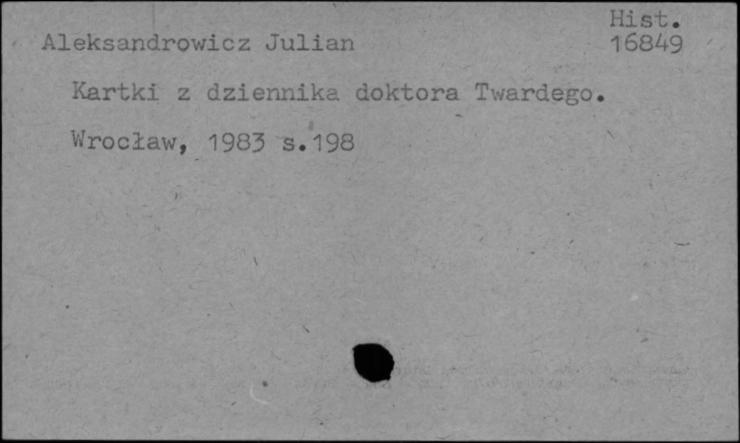 Hist.
Aleksandrowicz Julian 16849
Kartki z dziennika doktora Twardego.
Wrocław, 1983 s.198